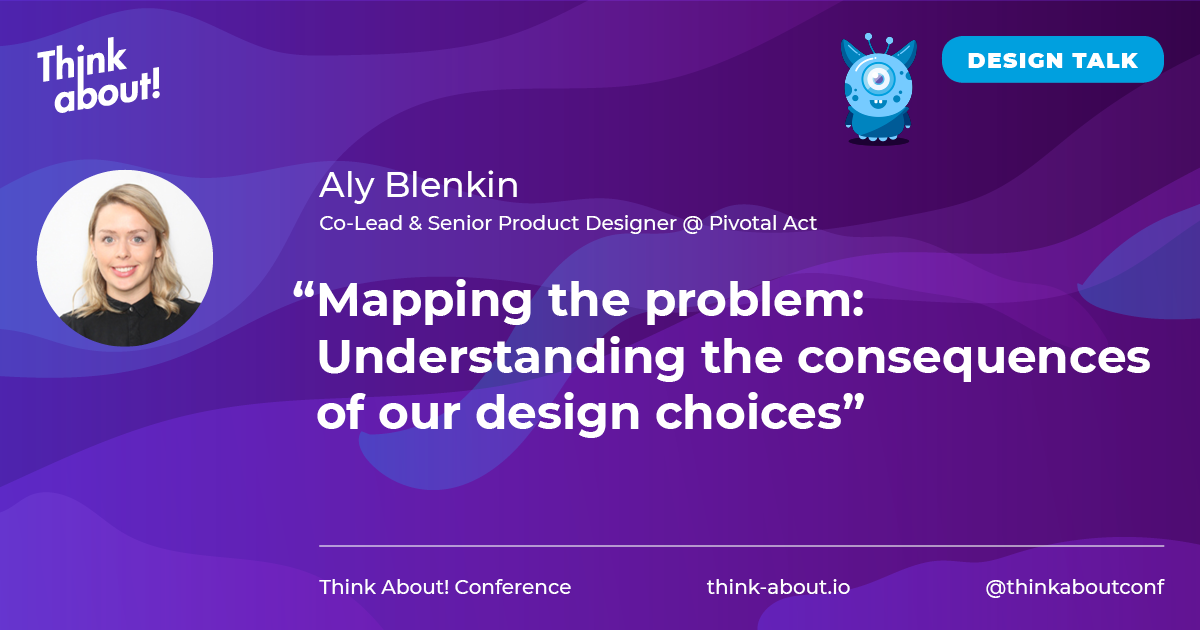 Think
about!
DESIGN TALK
Aly Blenkin
Co-Lead & Senior Product Designer @ Pivotal Act
“Mapping the problem:
Understanding the consequences
of our design choices”
Think About! Conference
think-about.io
@thinkaboutconf